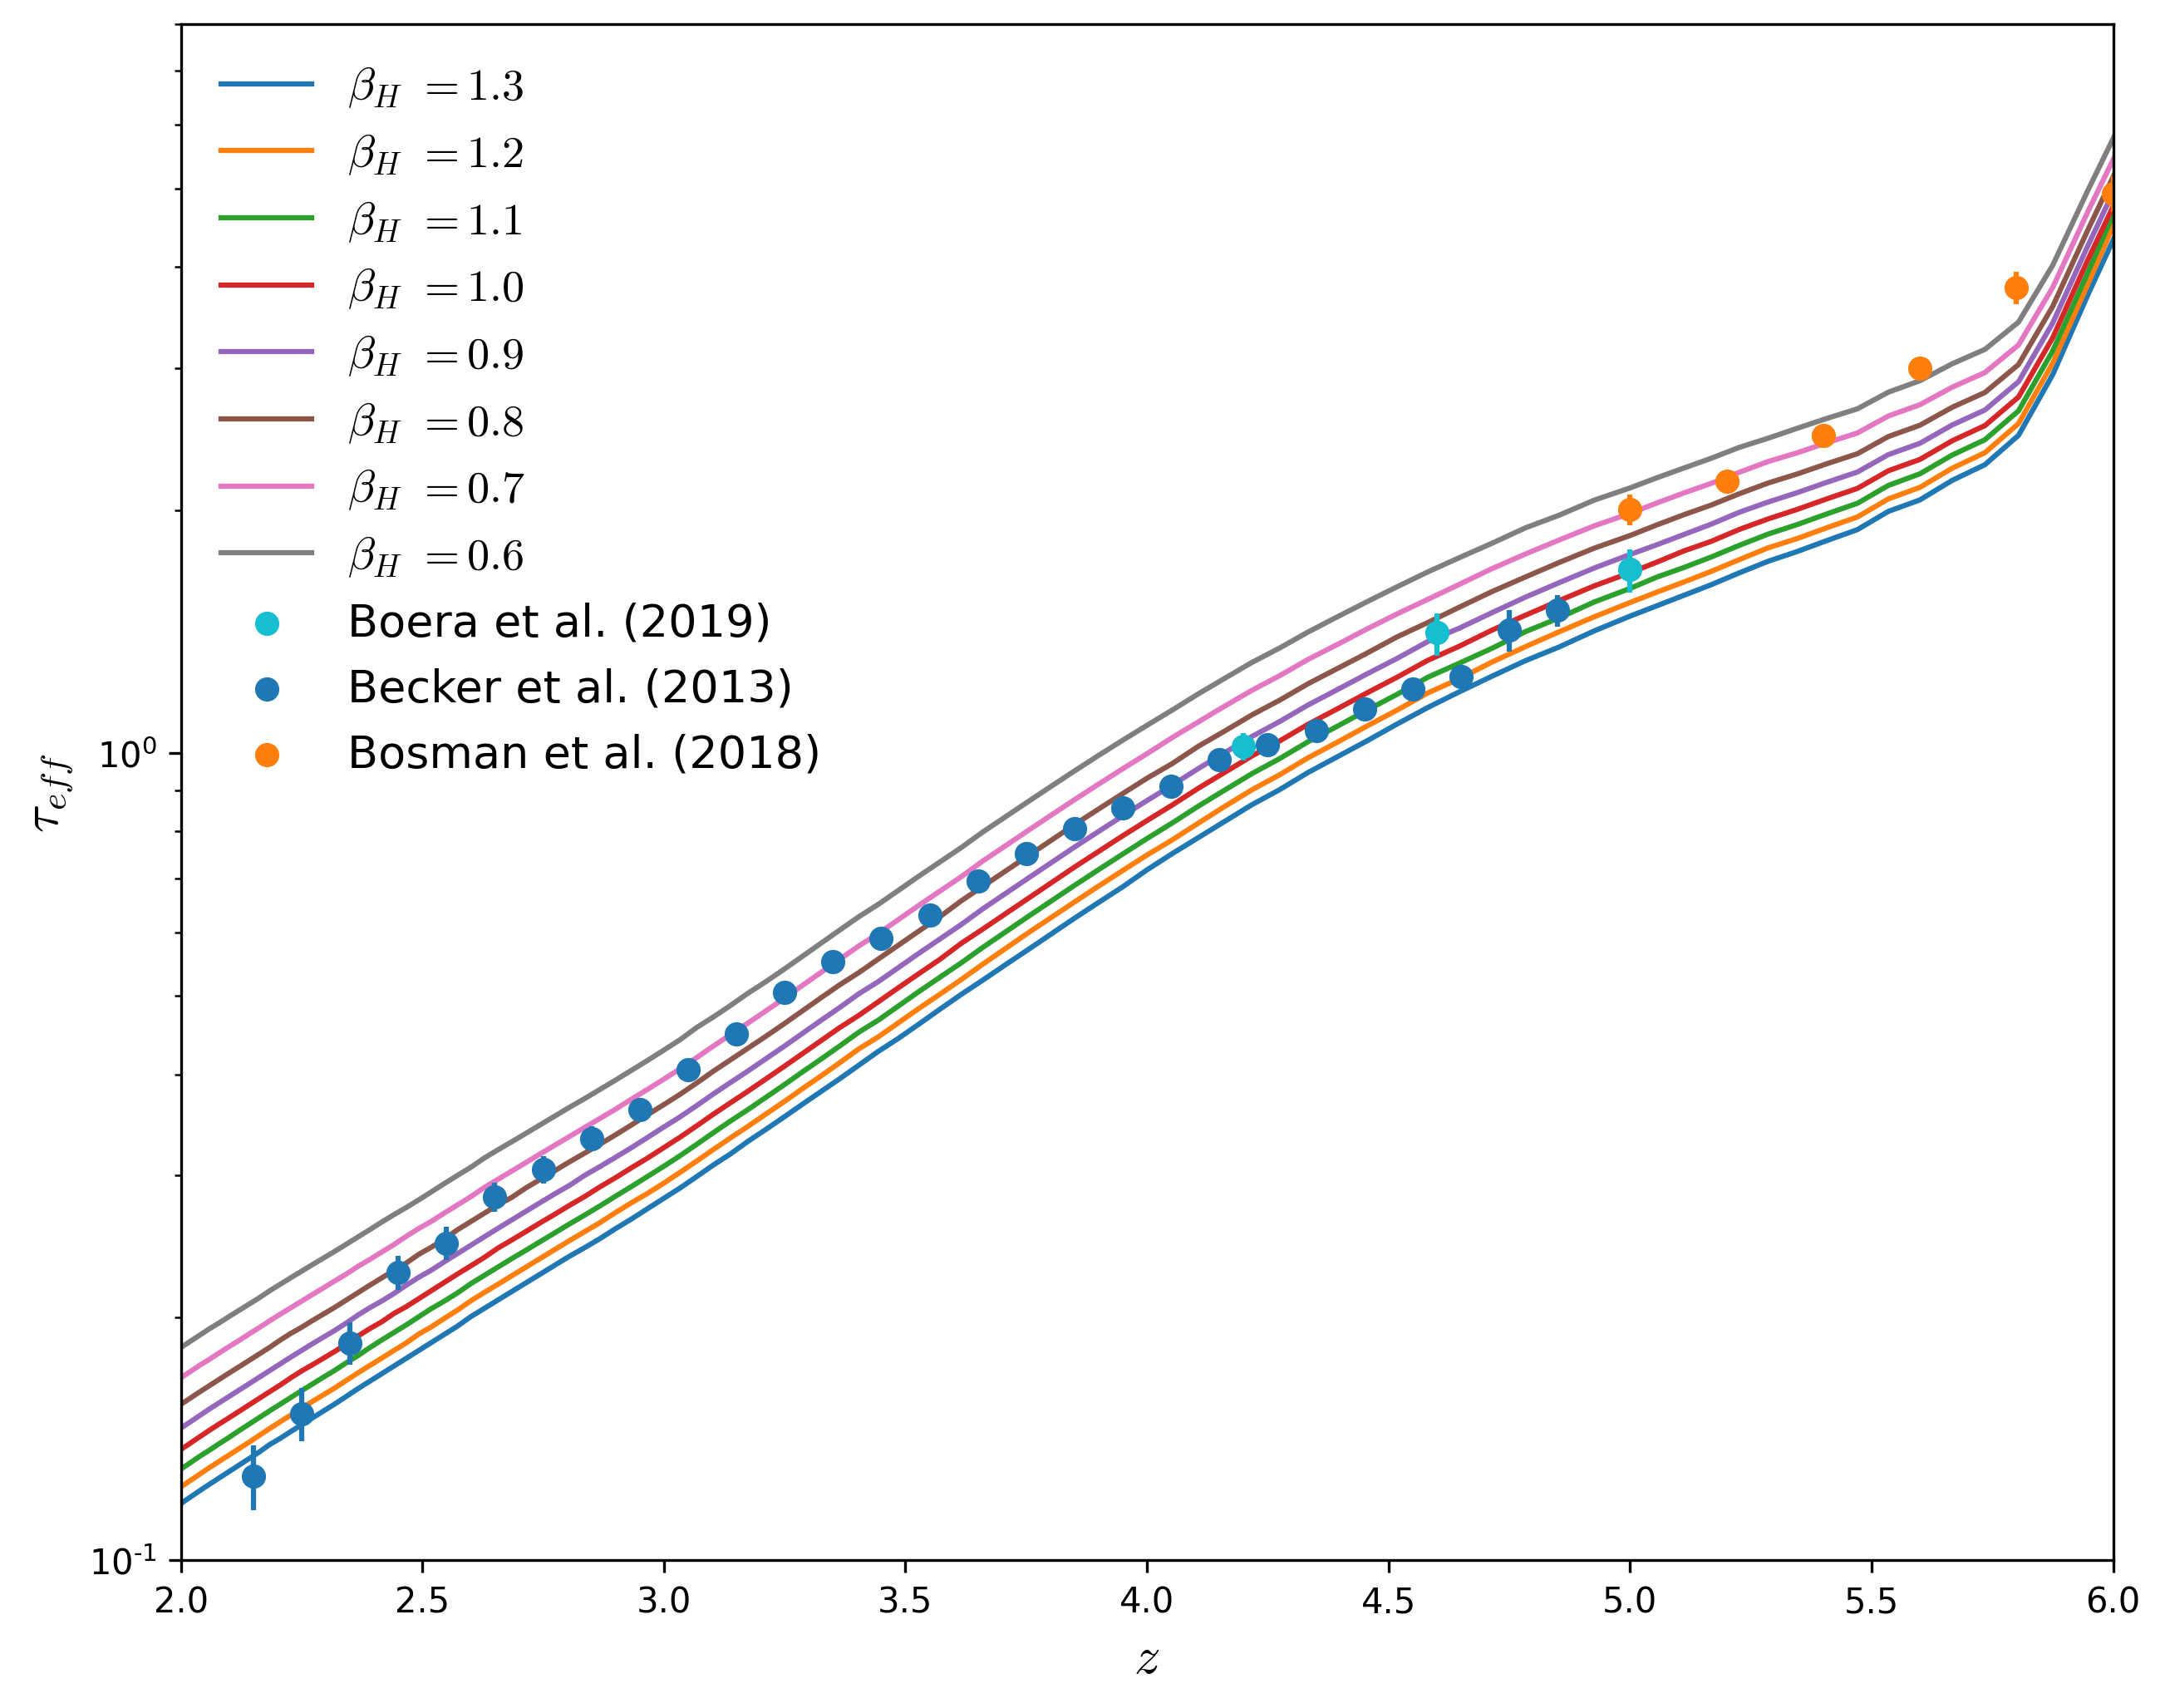 β_H = 1.3
β_H = 1.2
β_H = 1.1
β_H = 1.0
β_H = 0.9
β_H = 0.8
β_H = 0.7
β_H = 0.6
Boera et al. (2019)
Becker et al. (2013)
Bosman et al. (2018)
τ_eff
10^0
10^-1
2.0 2.5 3.0 3.5 4.0 4.5 5.0 5.5 6.0
z